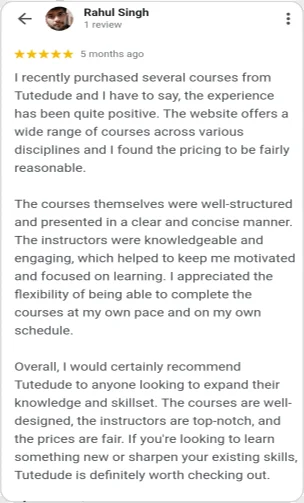 Rahul Singh
1 review
5 months ago
I recently purchased several courses from
Tutedude and I have to say, the experience
has been quite positive. The website offers a
wide range of courses across various
disciplines and I found the pricing to be fairly
reasonable.
The courses themselves were well-structured
and presented in a clear and concise manner.
The instructors were knowledgeable and
engaging, which helped to keep me motivated
and focused on learning. I appreciated the
flexibility of being able to complete the
courses at my own pace and on my own
schedule.
Overall, I would certainly recommend
Tutedude to anyone looking to expand their
knowledge and skillset. The courses are well-
designed, the instructors are top-notch, and
the prices are fair. If you're looking to learn
something new or sharpen your existing skills,
Tutedude is definitely worth checking out.